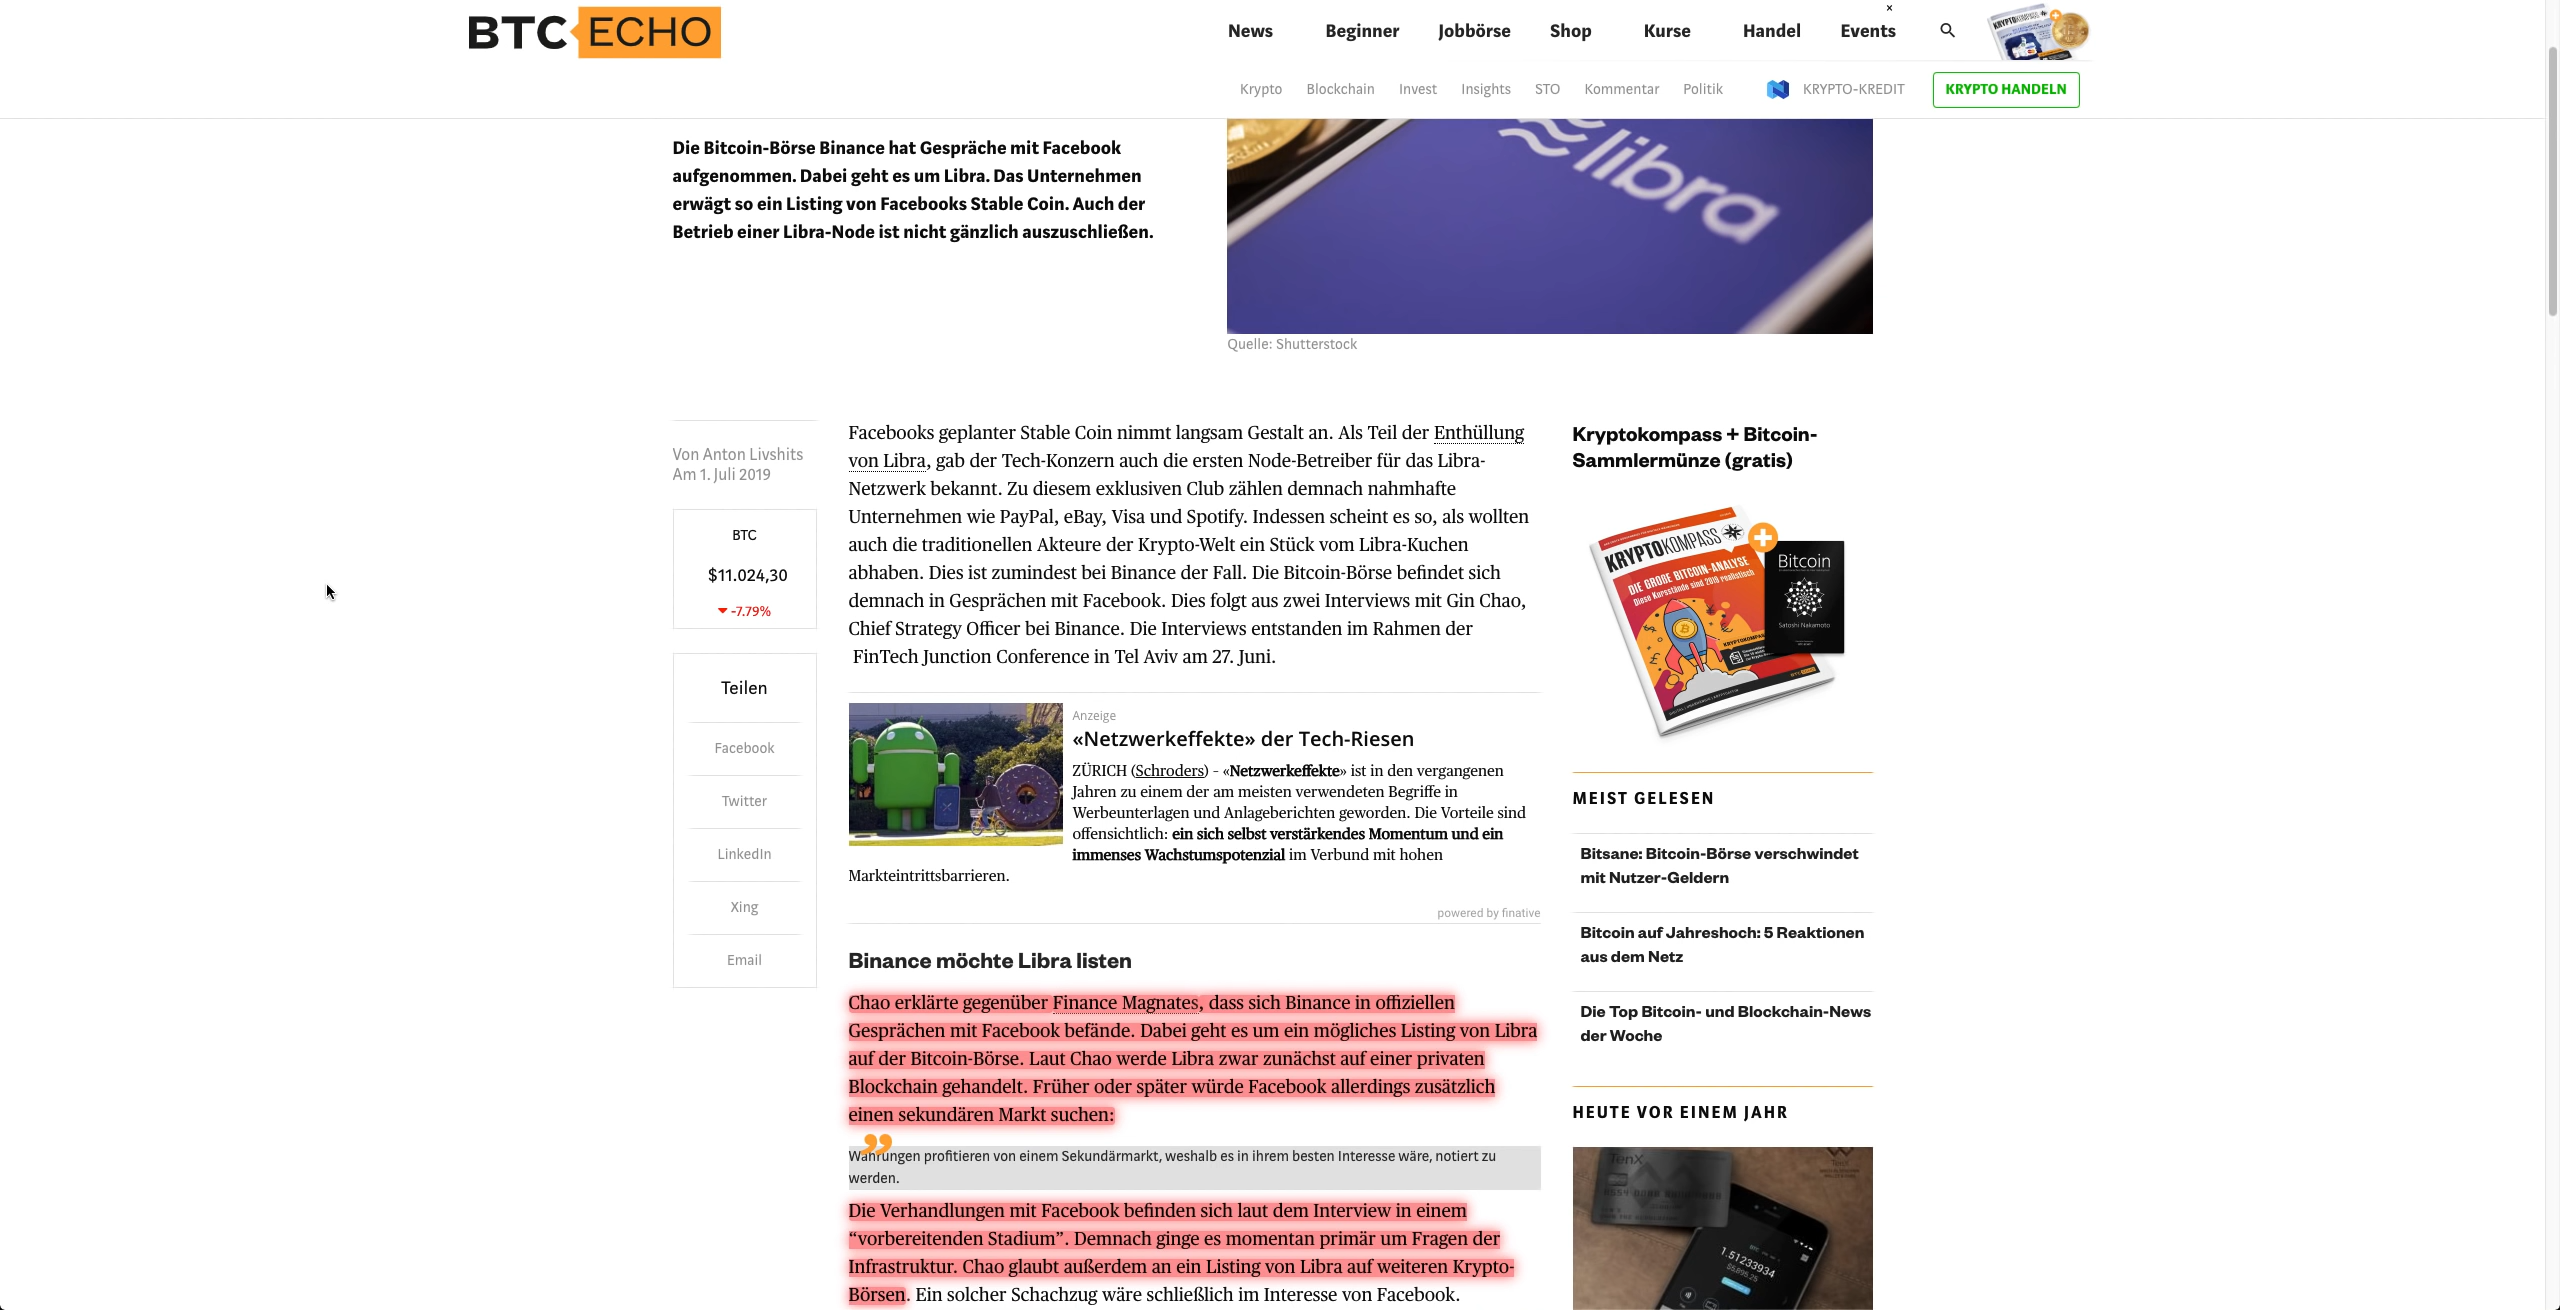 BTC ECHO
News Beginner Jobbörse Shop Kurse Handel Events
×
Krypto Blockchain Invest Insights STO Kommentar Politik KRYPTO-KREDIT KRYPTO HANDELN
Die Bitcoin-Börse Binance hat Gespräche mit Facebook
aufgenommen. Dabei geht es um Libra. Das Unternehmen
erwägt so ein Listing von Facebooks Stable Coin. Auch der
Betrieb einer Libra-Node ist nicht gänzlich auszuschließen.
libra
Quelle: Shutterstock
Von Anton Livshits
Am 1. Juli 2019
BTC
$11.024,30
-7.79%
Teilen
Facebook
Twitter
LinkedIn
Xing
Email
Facebooks geplanter Stable Coin nimmt langsam Gestalt an. Als Teil der Enthüllung
von Libra, gab der Tech-Konzern auch die ersten Node-Betreiber für das Libra-
Netzwerk bekannt. Zu diesem exklusiven Club zählen demnach nahmhafte
Unternehmen wie PayPal, eBay, Visa und Spotify. Indessen scheint es so, als wollten
auch die traditionellen Akteure der Krypto-Welt ein Stück vom Libra-Kuchen
abhaben. Dies ist zumindest bei Binance der Fall. Die Bitcoin-Börse befindet sich
demnach in Gesprächen mit Facebook. Dies folgt aus zwei Interviews mit Gin Chao,
Chief Strategy Officer bei Binance. Die Interviews entstanden im Rahmen der
FinTech Junction Conference in Tel Aviv am 27. Juni.
Anzeige
«Netzwerkeffekte» der Tech-Riesen
ZÜRICH (Schroders) - «Netzwerkeffekte» ist in den vergangenen
Jahren zu einem der am meisten verwendeten Begriffe in
Werbeunterlagen und Anlageberichten geworden. Die Vorteile sind
offensichtlich: ein sich selbst verstärkendes Momentum und ein
immenses Wachstumspotenzial im Verbund mit hohen
Markteintrittsbarrieren.
powered by finative
Binance möchte Libra listen
Chao erklärte gegenüber Finance Magnates, dass sich Binance in offiziellen
Gesprächen mit Facebook befände. Dabei geht es um ein mögliches Listing von Libra
auf der Bitcoin-Börse. Laut Chao werde Libra zwar zunächst auf einer privaten
Blockchain gehandelt. Früher oder später würde Facebook allerdings zusätzlich
einen sekundären Markt suchen:
”
Währungen profitieren von einem Sekundärmarkt, weshalb es in ihrem besten Interesse wäre, notiert zu
werden.
Die Verhandlungen mit Facebook befinden sich laut dem Interview in einem
“vorbereitenden Stadium”. Demnach ginge es momentan primär um Fragen der
Infrastruktur. Chao glaubt außerdem an ein Listing von Libra auf weiteren Krypto-
Börsen. Ein solcher Schachzug wäre schließlich im Interesse von Facebook.
Kryptokompass + Bitcoin-
Sammlermünze (gratis)
KRYPTOKOMPASS
DIE GROßE BITCOIN-ANALYSE
Diese Kursstände sind 2019 realistisch
Bitcoin
Satoshi Nakamoto
MEIST GELESEN
Bitsane: Bitcoin-Börse verschwindet
mit Nutzer-Geldern
Bitcoin auf Jahreshoch: 5 Reaktionen
aus dem Netz
Die Top Bitcoin- und Blockchain-News
der Woche
HEUTE VOR EINEM JAHR
TenX
1.51233934